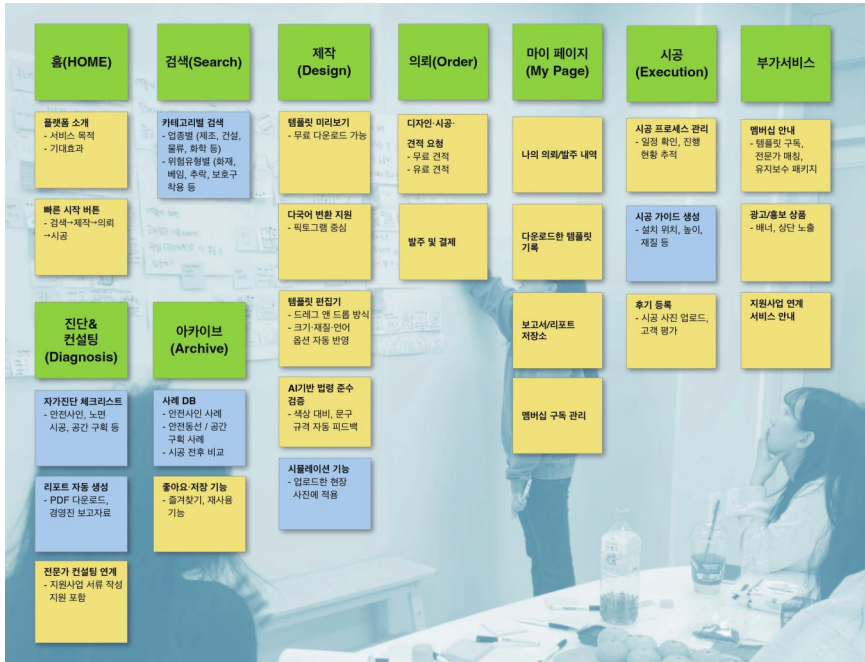 홈(HOME)
플랫폼 소개
- 서비스 목적
- 기대효과
빠른 시작 버튼
- 검색→제작→의뢰
→시공
검색(Search)
카테고리별 검색
- 업종별 (제조, 건설,
물류, 화학 등)
- 위험유형별 (화재,
베임, 추락, 보호구
착용 등
제작
(Design)
템플릿 미리보기
- 무료 다운로드 가능
다국어 변환 지원
- 픽토그램 중심
템플릿 편집기
- 드래그 앤 드롭 방식
- 크기·재질·언어
옵션 자동 반영
AI기반 법령 준수
검증
- 색상 대비, 문구
규격 자동 피드백
시뮬레이션 기능
- 업로드한 현장
사진에 적용
의뢰(Order)
디자인·시공·
견적 요청
- 무료 견적
- 유료 견적
발주 및 결제
마이 페이지
(My Page)
나의 의뢰/발주 내역
다운로드한 템플릿
기록
보고서/리포트
저장소
멤버십 구독 관리
시공
(Execution)
시공 프로세스 관리
- 일정 확인, 진행
현황 추적
시공 가이드 생성
- 설치 위치, 높이,
재질 등
후기 등록
- 시공 사진 업로드,
고객 평가
부가서비스
멤버십 안내
- 템플릿 구독,
전문가 매칭,
유지보수 패키지
광고/홍보 상품
- 배너, 상단 노출
지원사업 연계
서비스 안내
진단&
컨설팅
(Diagnosis)
자가진단 체크리스트
- 안전사인, 노면
시공, 공간 구획 등
리포트 자동 생성
- PDF 다운로드,
경영진 보고자료
전문가 컨설팅 연계
- 지원사업 서류 작성
지원 포함
아카이브
(Archive)
사례 DB
- 안전사인 사례
- 안전동선 / 공간
구획 사례
- 시공 전후 비교
좋아요·저장 기능
- 즐겨찾기, 재사용
기능